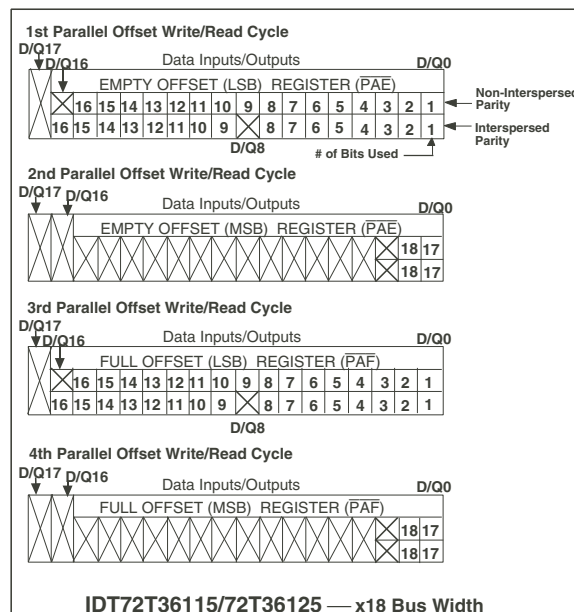 1st Parallel Offset Write/Read Cycle
D/Q17
D/Q16
Data Inputs/Outputs
D/Q0
EMPTY OFFSET (LSB) REGISTER (PAE)
16 15 14 13 12 11 10 9 8 7 6 5 4 3 2 1
Non-Interspersed
Parity
16 15 14 13 12 11 10 9 8 7 6 5 4 3 2 1
Interspersed
Parity
D/Q8
# of Bits Used
2nd Parallel Offset Write/Read Cycle
D/Q17
D/Q16
Data Inputs/Outputs
D/Q0
EMPTY OFFSET (MSB) REGISTER (PAE)
18 17
18 17
3rd Parallel Offset Write/Read Cycle
D/Q17
D/Q16
Data Inputs/Outputs
D/Q0
FULL OFFSET (LSB) REGISTER (PAF)
16 15 14 13 12 11 10 9 8 7 6 5 4 3 2 1
16 15 14 13 12 11 10 9 8 7 6 5 4 3 2 1
D/Q8
4th Parallel Offset Write/Read Cycle
D/Q17
D/Q16
Data Inputs/Outputs
D/Q0
FULL OFFSET (MSB) REGISTER (PAF)
18 17
18 17
IDT72T36115/72T36125 — x18 Bus Width